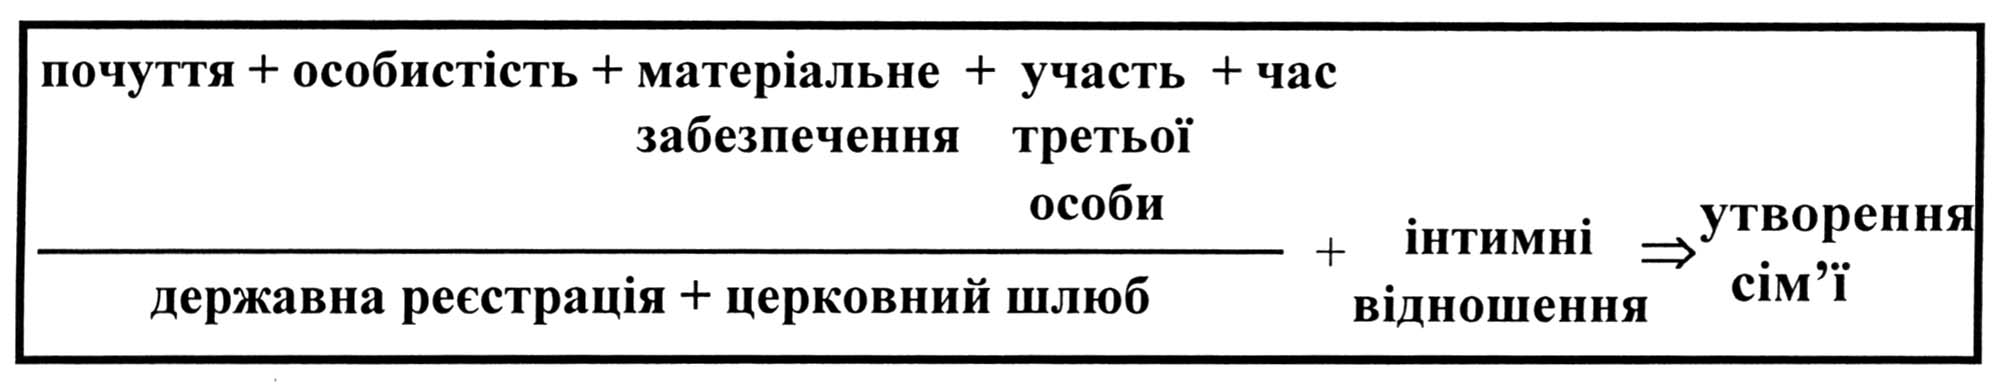 почуття + особистість + матеріальне + участь + час
забезпечення третьої
особи
+ інтимні відношення ⇒ утворення сім’ї
державна реєстрація + церковний шлюб